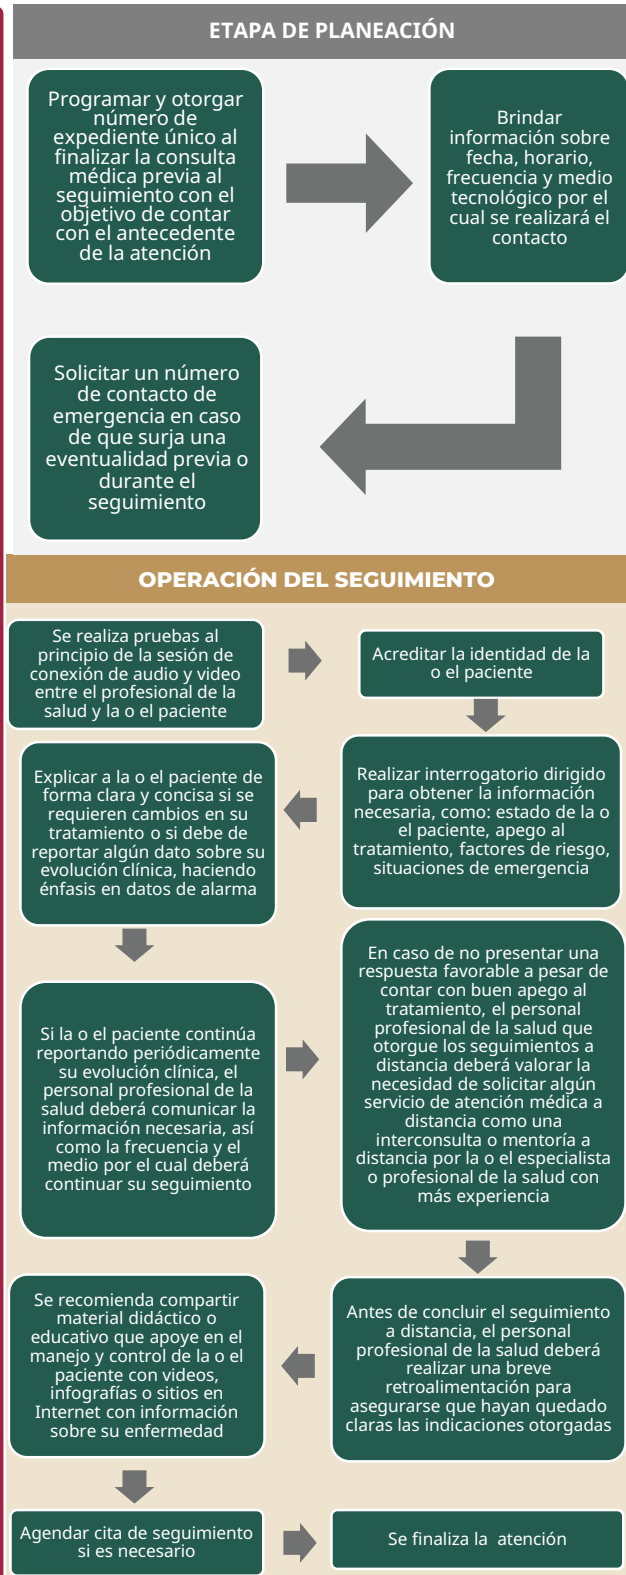 ETAPA DE PLANEACIÓN
Programar y otorgar
número de
expediente único al
finalizar la consulta
médica previa al
seguimiento con el
objetivo de contar
con el antecedente
de la atención
Brindar
información sobre
fecha, horario,
frecuencia y medio
tecnológico por el
cual se realizará el
contacto
Solicitar un número
de contacto de
emergencia en caso
de que surja una
eventualidad previa o
durante el
seguimiento
OPERACIÓN DEL SEGUIMIENTO
Se realiza pruebas al
principio de la sesión de
conexión de audio y video
entre el profesional de la
salud y la o el paciente
Acreditar la identidad de la
o el paciente
Realizar interrogatorio dirigido
para obtener la información
necesaria, como: estado de la o
el paciente, apego al
tratamiento, factores de riesgo,
situaciones de emergencia
Explicar a la o el paciente de
forma clara y concisa si se
requieren cambios en su
tratamiento o si debe de
reportar algún dato sobre su
evolución clínica, haciendo
énfasis en datos de alarma
Si la o el paciente continúa
reportando periódicamente
su evolución clínica, el
personal profesional de la
salud deberá comunicar la
información necesaria, así
como la frecuencia y el
medio por el cual deberá
continuar su seguimiento
En caso de no presentar una
respuesta favorable a pesar de
contar con buen apego al
tratamiento, el personal
profesional de la salud que
otorgue los seguimientos a
distancia deberá valorar la
necesidad de solicitar algún
servicio de atención médica a
distancia como una
interconsulta o mentoría a
distancia por la o el especialista
o profesional de la salud con
más experiencia
Antes de concluir el seguimiento
a distancia, el personal
profesional de la salud deberá
realizar una breve
retroalimentación para
asegurarse que hayan quedado
claras las indicaciones otorgadas
Se recomienda compartir
material didáctico o
educativo que apoye en el
manejo y control de la o el
paciente con videos,
infografías o sitios en
Internet con información
sobre su enfermedad
Agendar cita de seguimiento
si es necesario
Se finaliza la atención